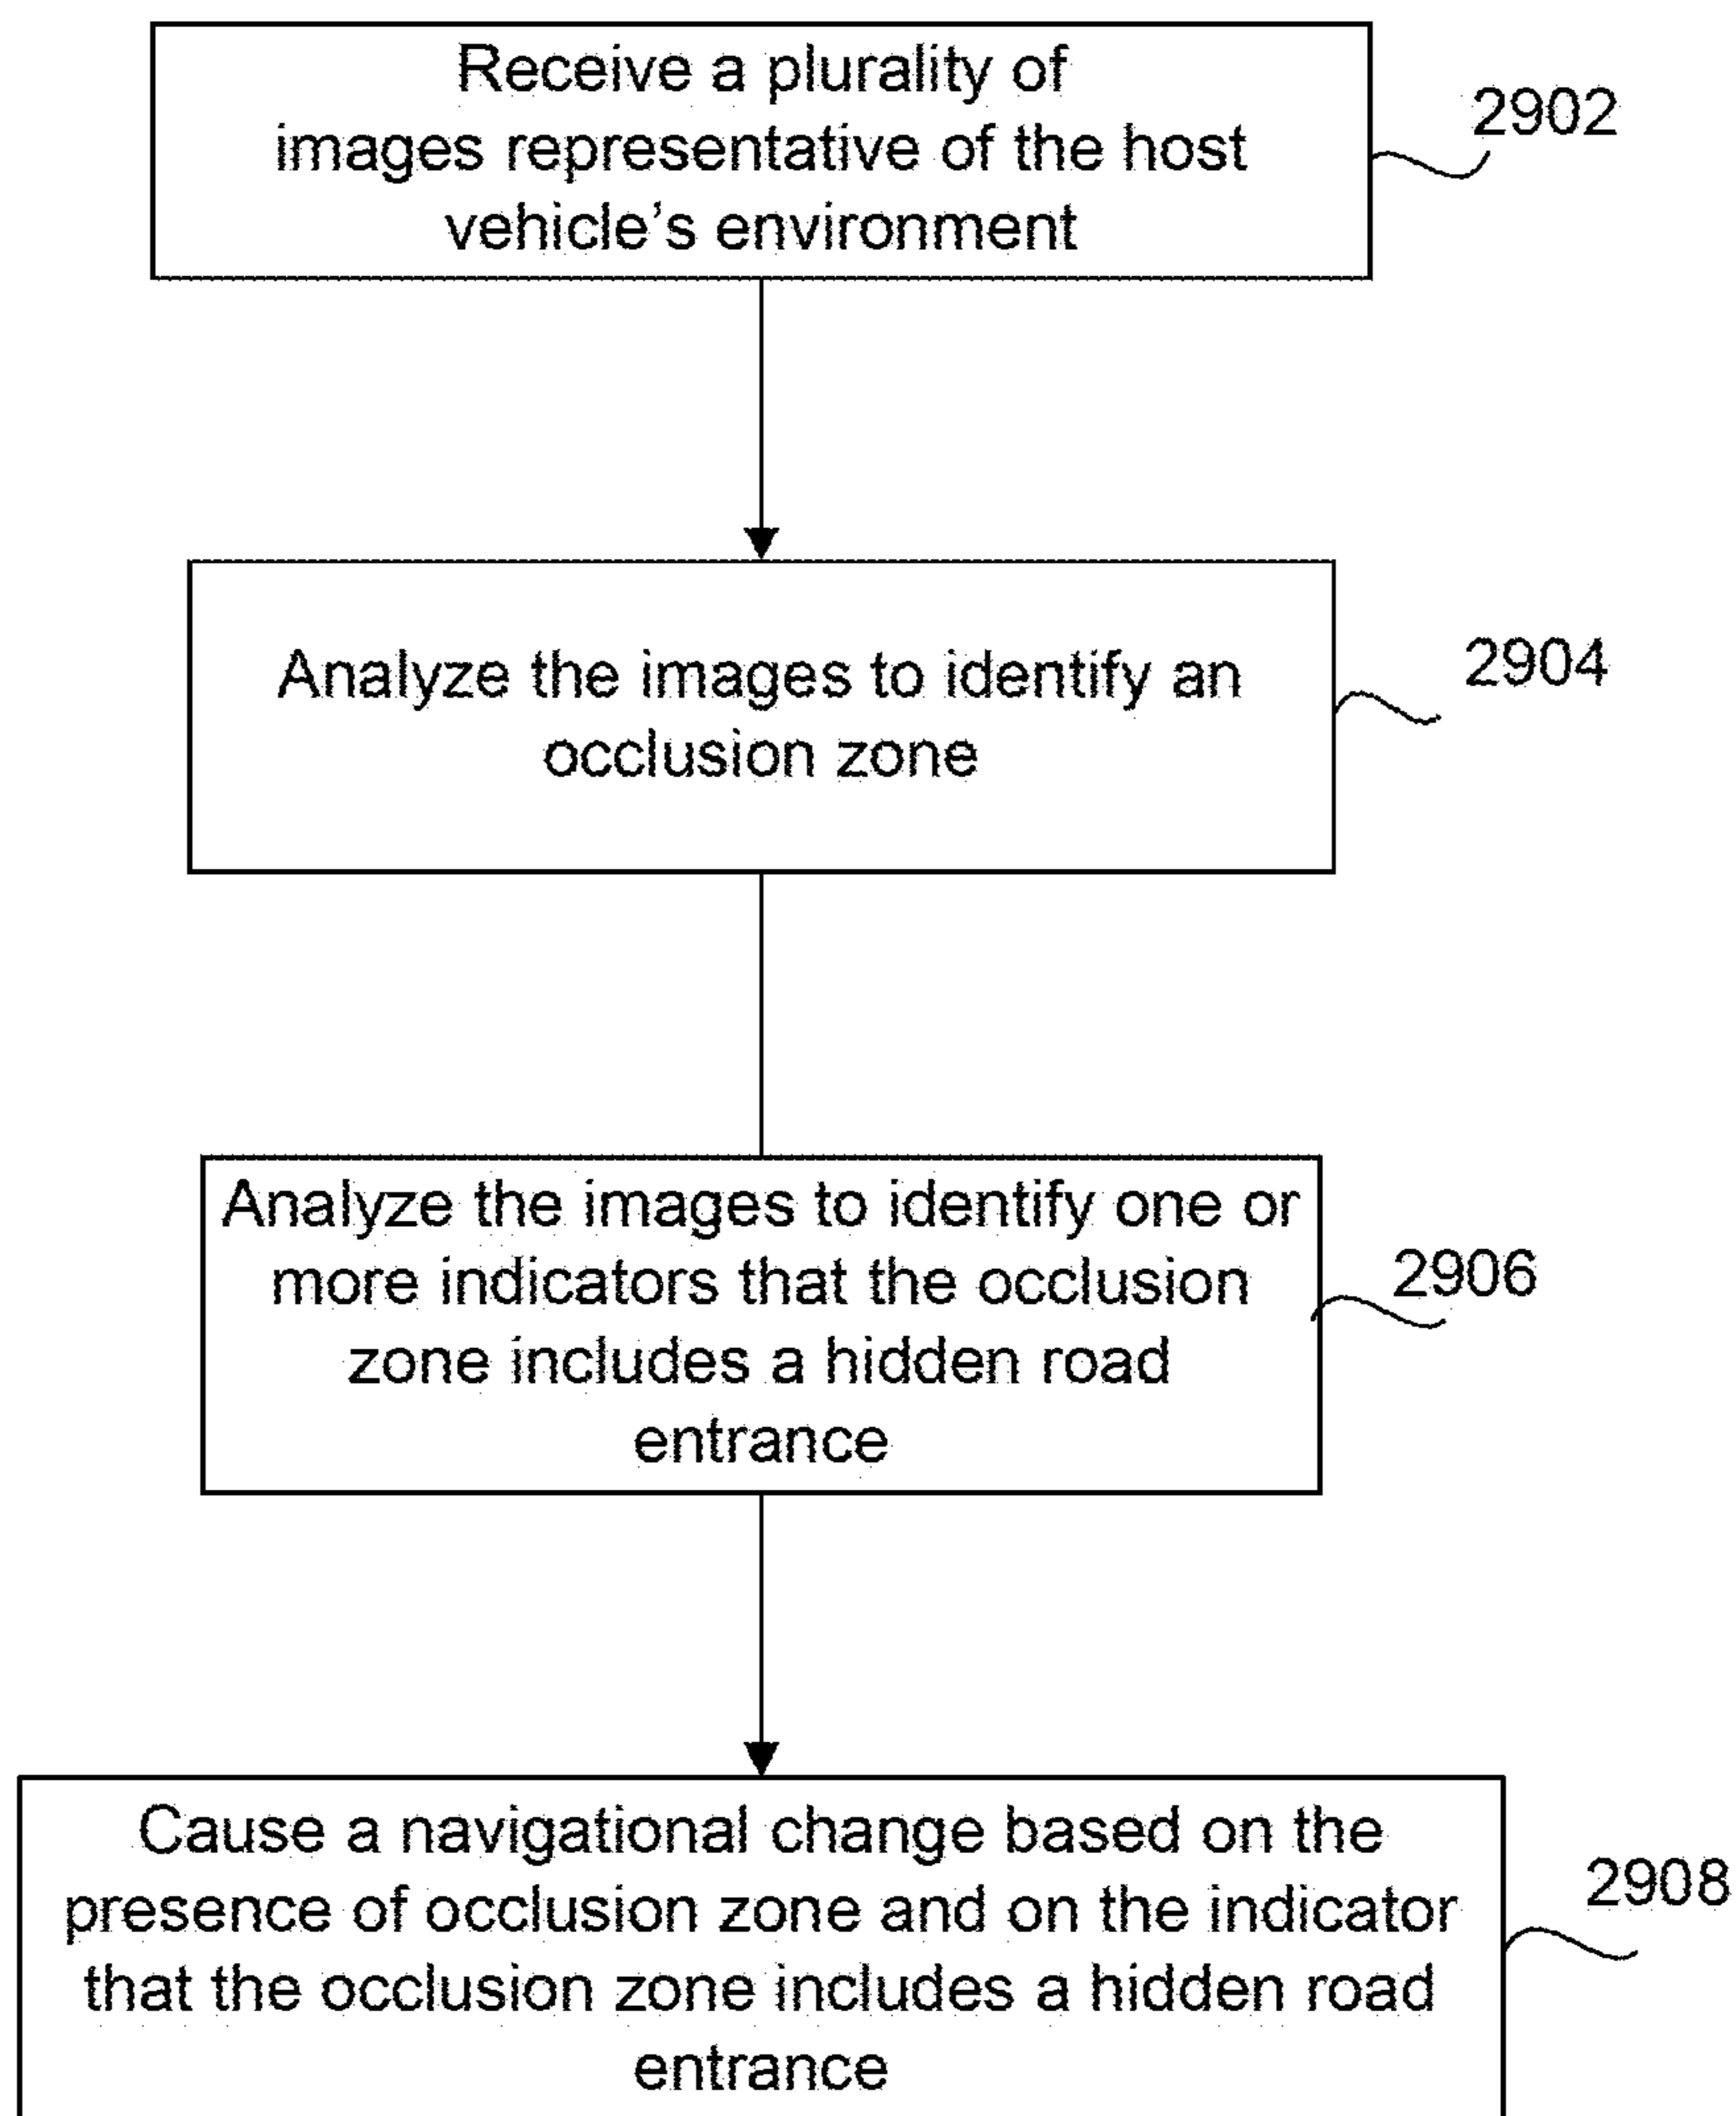 Receive a plurality of
images representative of the host
vehicle's environment
2902
Analyze the images to identify an
occlusion zone
2904
Analyze the images to identify one or
more indicators that the occlusion
zone includes a hidden road
entrance
2906
Cause a navigational change based on the
presence of occlusion zone and on the indicator
that the occlusion zone includes a hidden road
entrance
2908